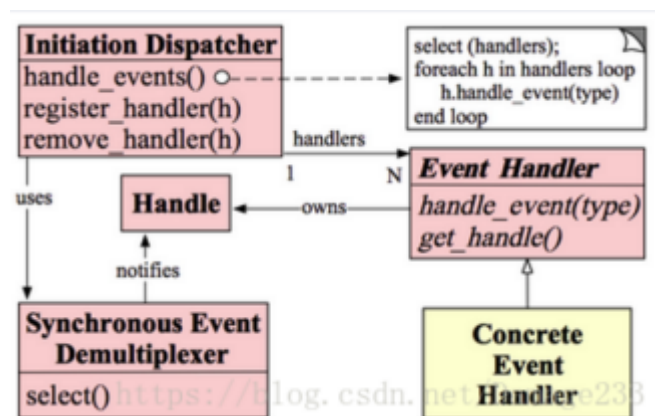 Initiation Dispatcher
handle_events()
register_handler(h)
remove_handler(h)
select (handlers);
foreach h in handlers loop
h.handle_event(type)
end loop
handlers
1
N
Event Handler
handle_event(type)
get_handle()
uses
Handle
owns
notifies
Synchronous Event
Demultiplexer
select()
Concrete
Event
Handler
https://blog.csdn.net/